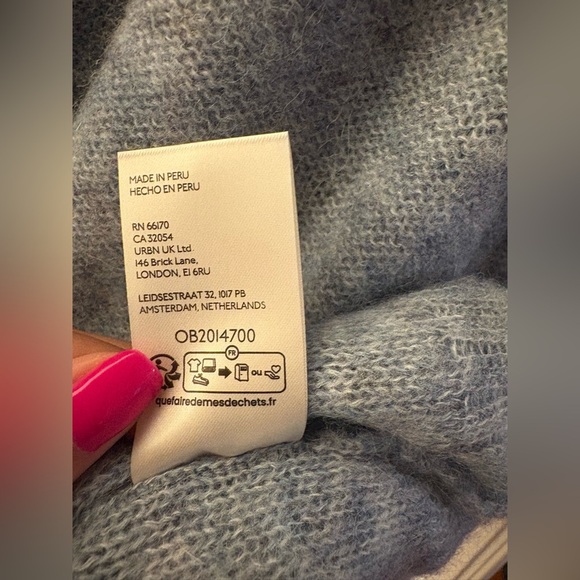 MADE IN PERU
HECHO EN PERU
RN 66170
CA 32054
URBN UK Ltd
146 Brick Lane,
LONDON, E1 6RU
LEIDSESTRAAT 32, 1017 PB
AMSTERDAM, NETHERLANDS
OB2014700
FR
ou
quefairedemesdechets.fr